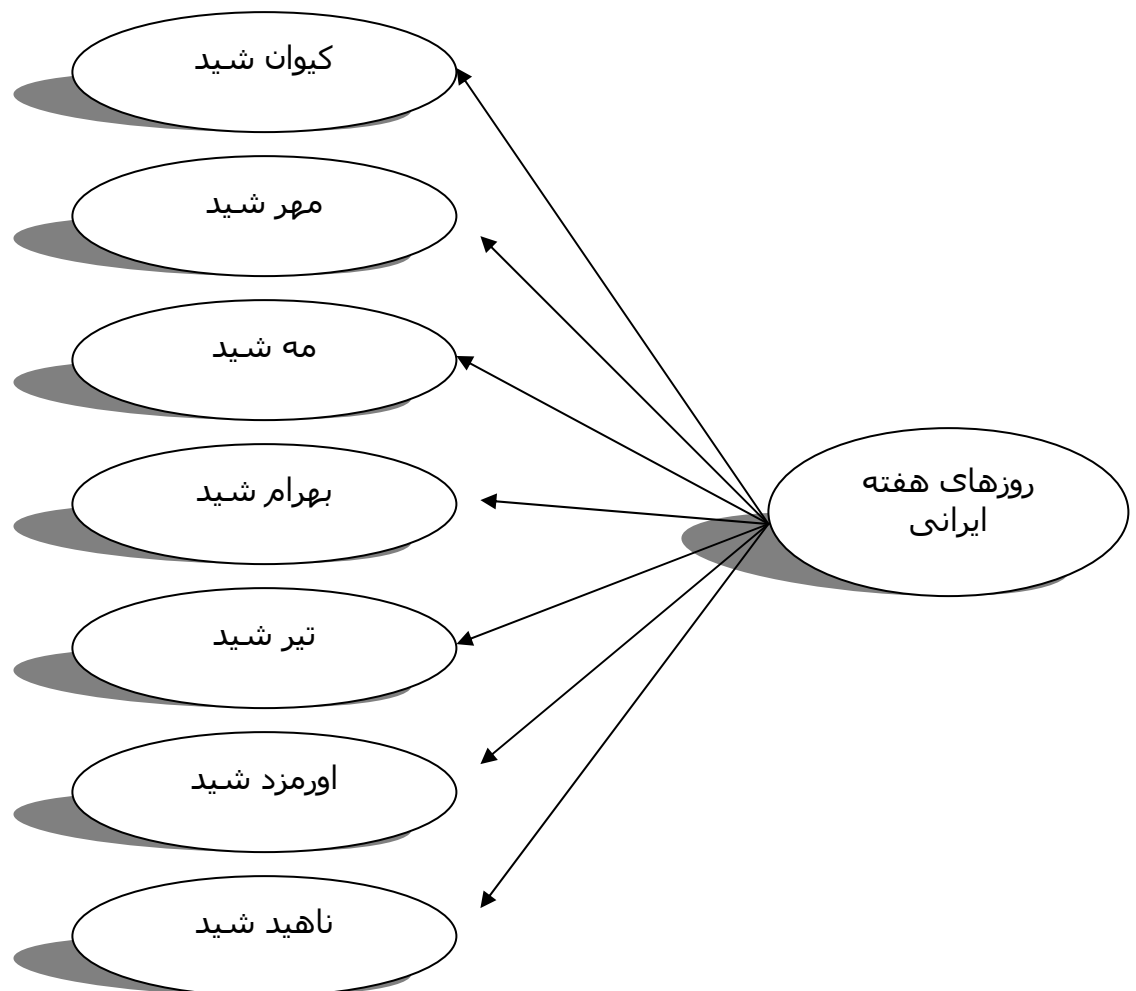 روزهای هفته
ایرانی
کیوان شید
مهر شید
مه شید
بهرام شید
تیر شید
اورمزد شید
ناهید شید